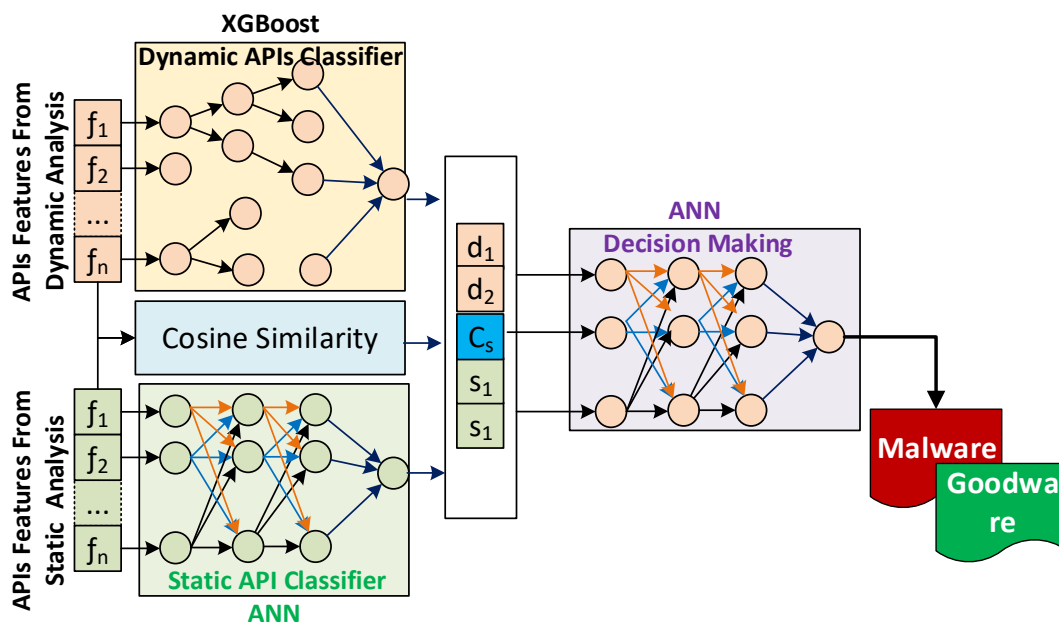 XGBoost
Dynamic APIs Classifier
APIs Features From
Dynamic Analysis
f₁
f₂
...
fₙ
Cosine Similarity
APIs Features From
Static Analysis
f₁
f₂
...
fₙ
Static API Classifier
ANN
d₁
d₂
Cₛ
s₁
s₁
ANN
Decision Making
Malware
Goodwa
re